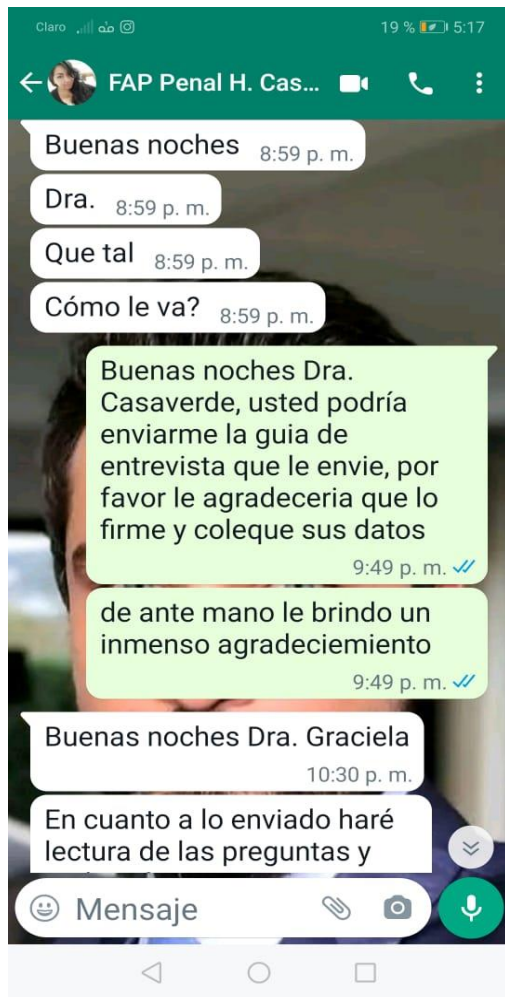 Claro 19 % 5:17
FAP Penal H. Cas...
Buenas noches 8:59 p. m.
Dra. 8:59 p. m.
Que tal 8:59 p. m.
Cómo le va? 8:59 p. m.
Buenas noches Dra.
Casaverde, usted podría
enviarme la guia de
entrevista que le envie, por
favor le agradeceria que lo
firme y coleque sus datos
9:49 p. m.
de ante mano le brindo un
inmenso agradeciemiento
9:49 p. m.
Buenas noches Dra. Graciela
10:30 p. m.
En cuanto a lo enviado haré
lectura de las preguntas y
Mensaje